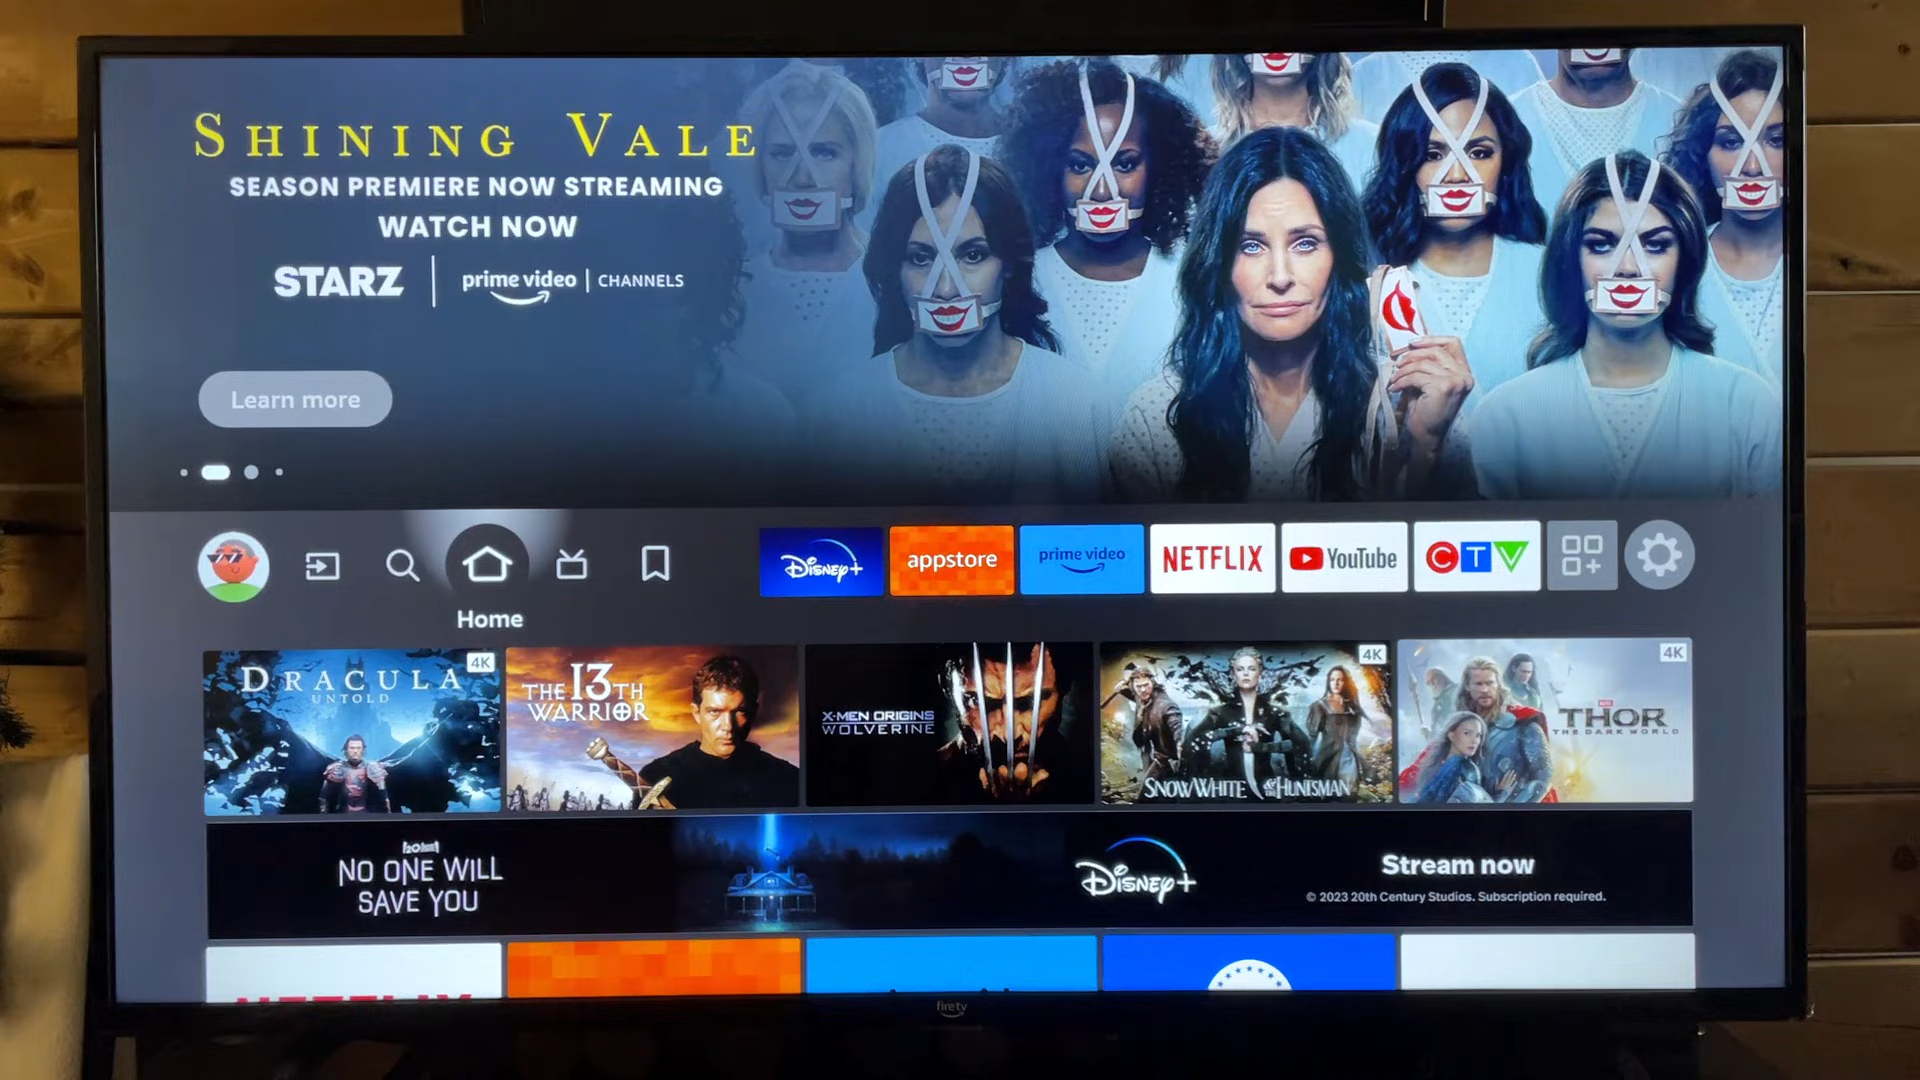 SHINING VALE
SEASON PREMIERE NOW STREAMING
WATCH NOW
STARZ | prime video | CHANNELS
Learn more
Home
Disney+
appstore
prime video
NETFLIX
YouTube
CTV
DRACULA
UNTOLD
4K
THE 13TH
WARRIOR
X-MEN ORIGINS
WOLVERINE
4K
SNOW WHITE & THE HUNTSMAN
4K
THOR
THE DARK WORLD
NO ONE WILL
SAVE YOU
Disney+
Stream now
© 2023 20th Century Studios. Subscription required.
NETFLIX
fire tv